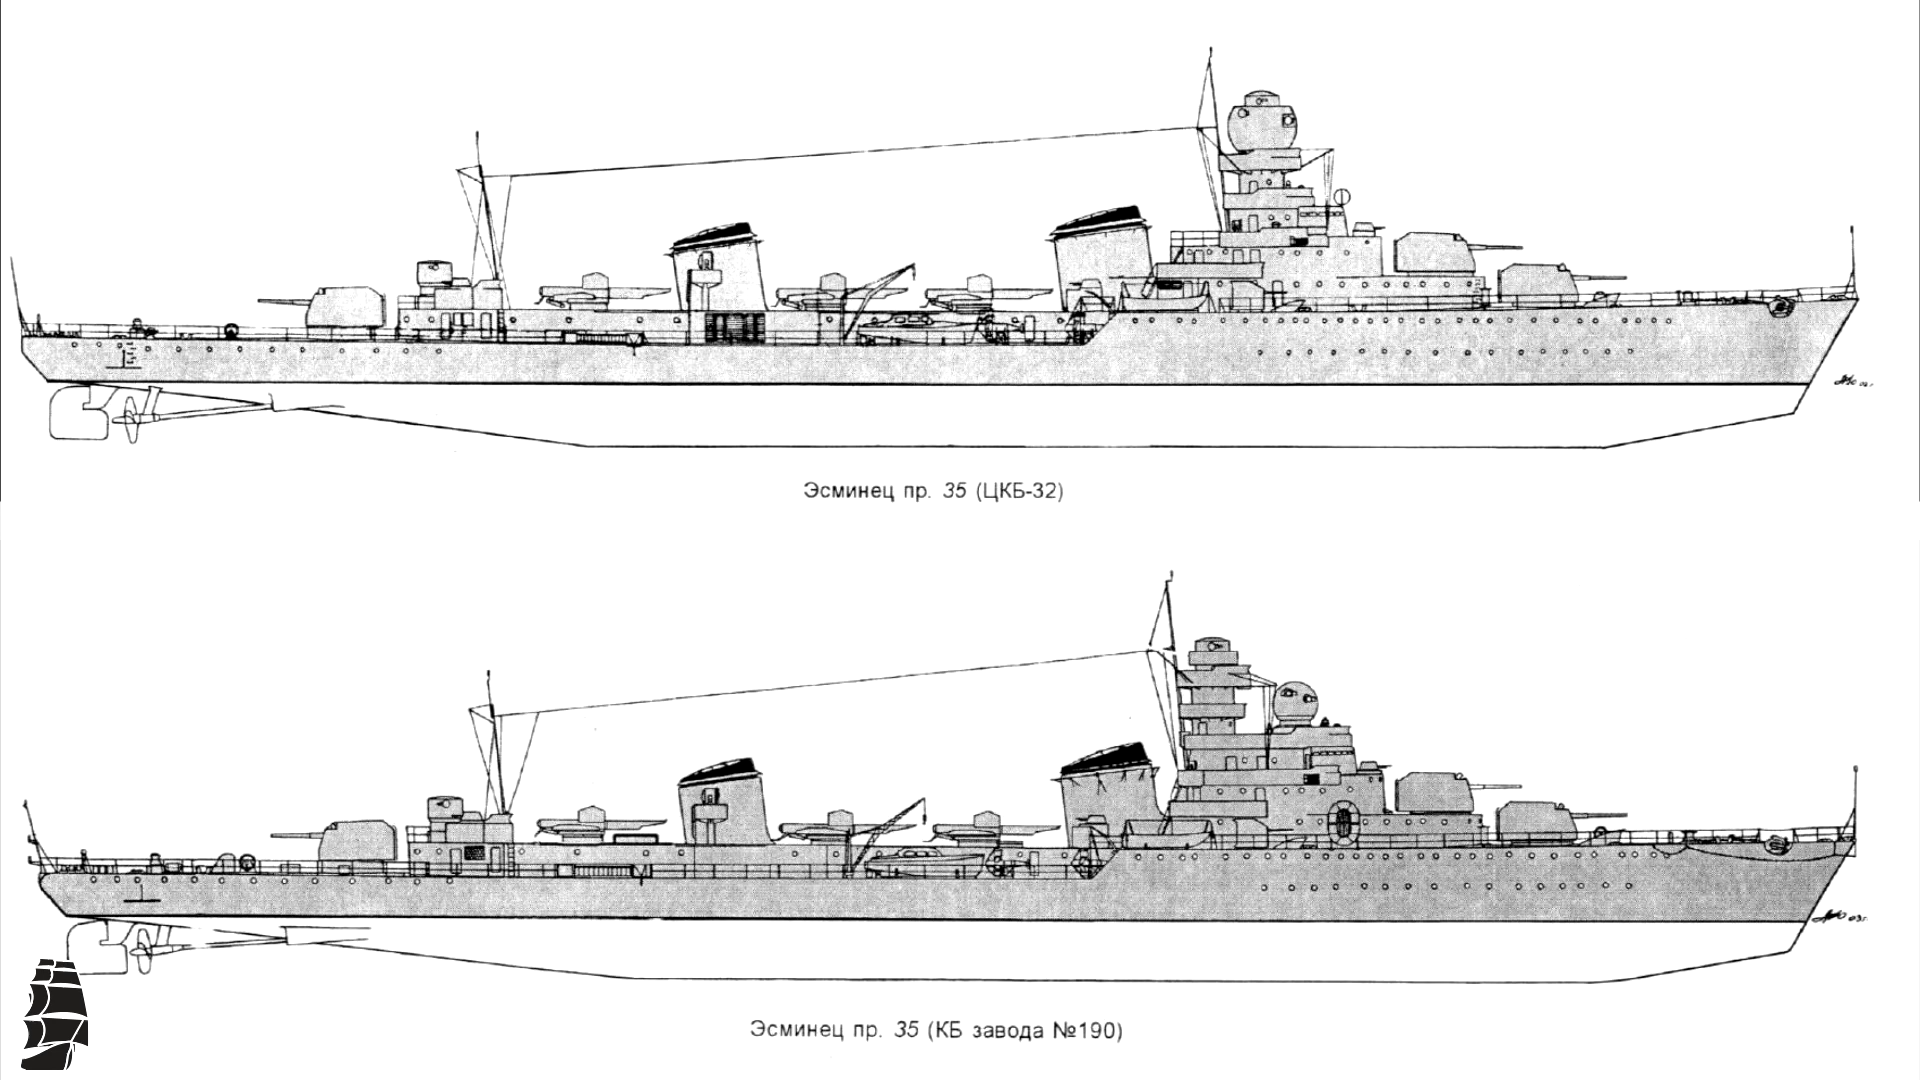 Эсминец пр. 35 (ЦКБ-32)
Эсминец пр. 35 (КБ завода №190)